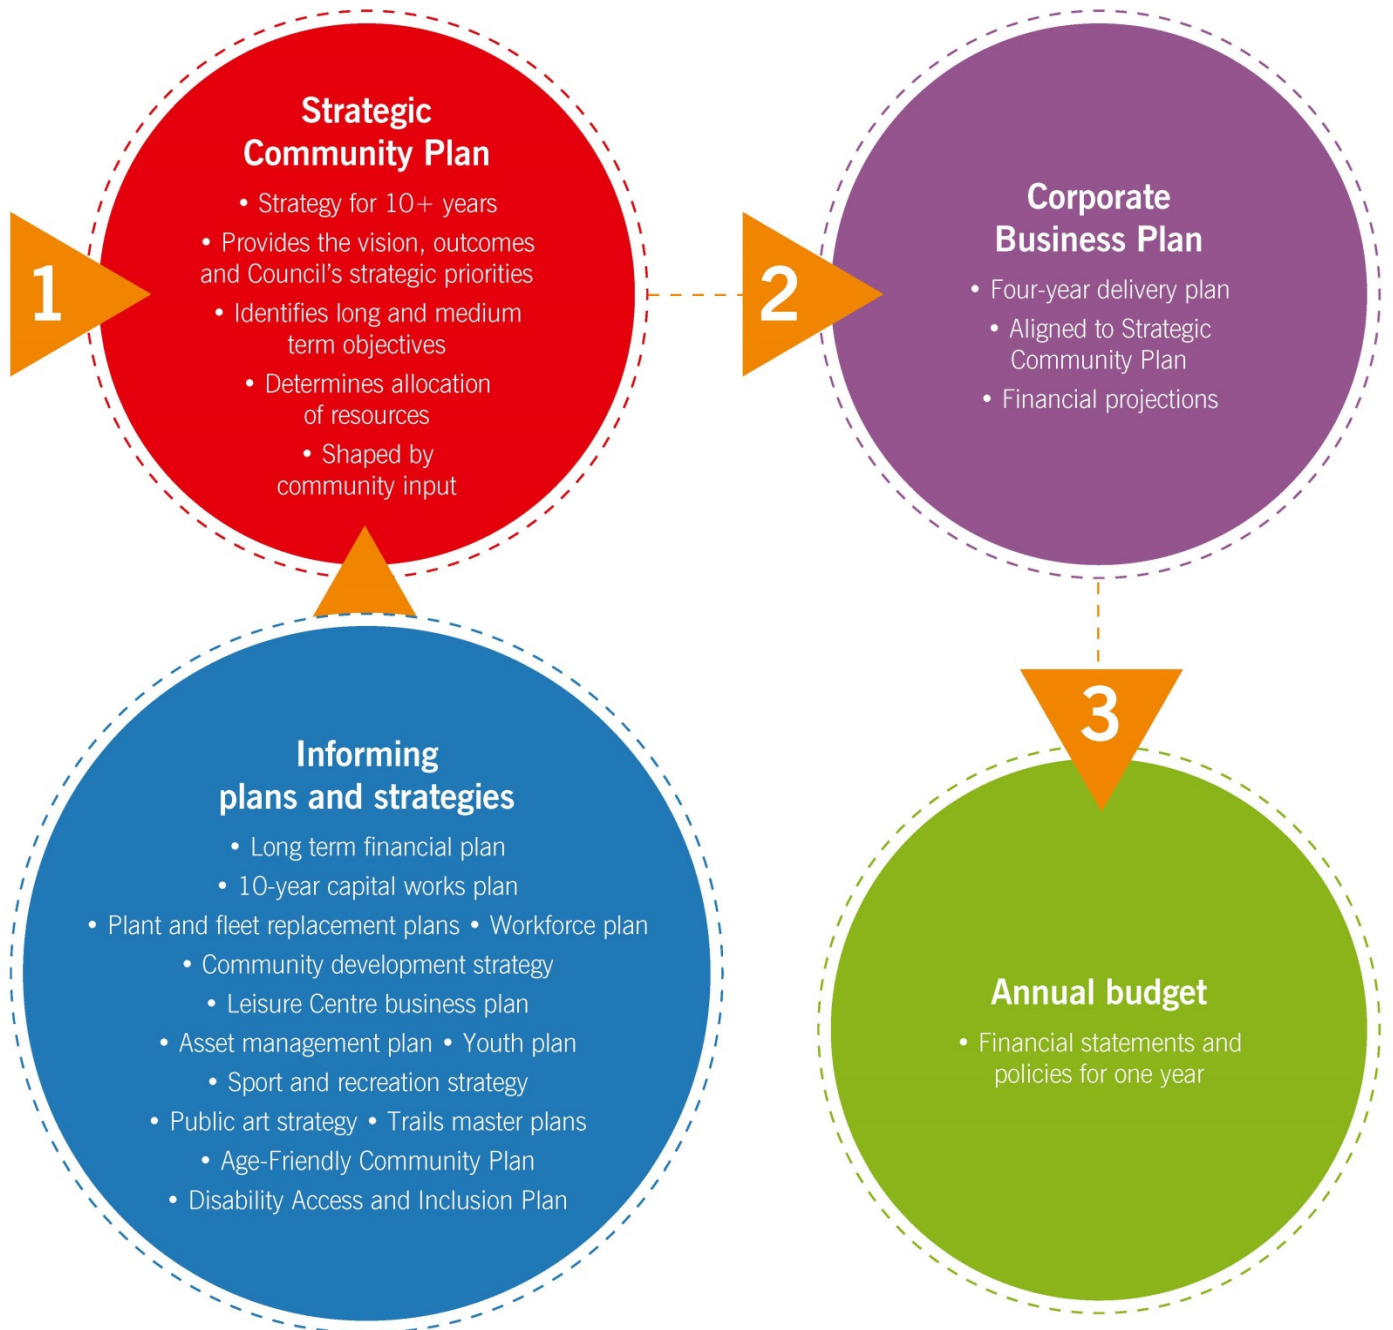 1
Strategic
Community Plan
• Strategy for 10+ years
• Provides the vision, outcomes
and Council's strategic priorities
• Identifies long and medium
term objectives
• Determines allocation
of resources
• Shaped by
community input
2
Corporate
Business Plan
• Four-year delivery plan
• Aligned to Strategic
Community Plan
• Financial projections
Informing
plans and strategies
• Long term financial plan
• 10-year capital works plan
• Plant and fleet replacement plans • Workforce plan
• Community development strategy
• Leisure Centre business plan
• Asset management plan • Youth plan
• Sport and recreation strategy
• Public art strategy • Trails master plans
• Age-Friendly Community Plan
• Disability Access and Inclusion Plan
3
Annual budget
• Financial statements and
policies for one year